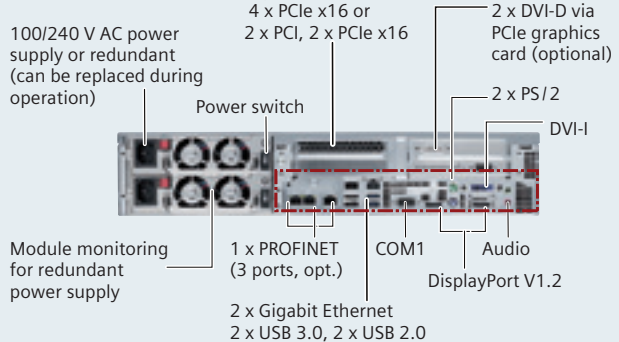 100/240 V AC power
supply or redundant
(can be replaced during
operation)
Power switch
4 x PCIe x16 or
2 x PCI, 2 x PCIe x16
2 x DVI-D via
PCIe graphics
card (optional)
2 x PS/2
DVI-I
Module monitoring
for redundant
power supply
1 x PROFINET
(3 ports, opt.)
2 x Gigabit Ethernet
2 x USB 3.0, 2 x USB 2.0
COM1
DisplayPort V1.2
Audio